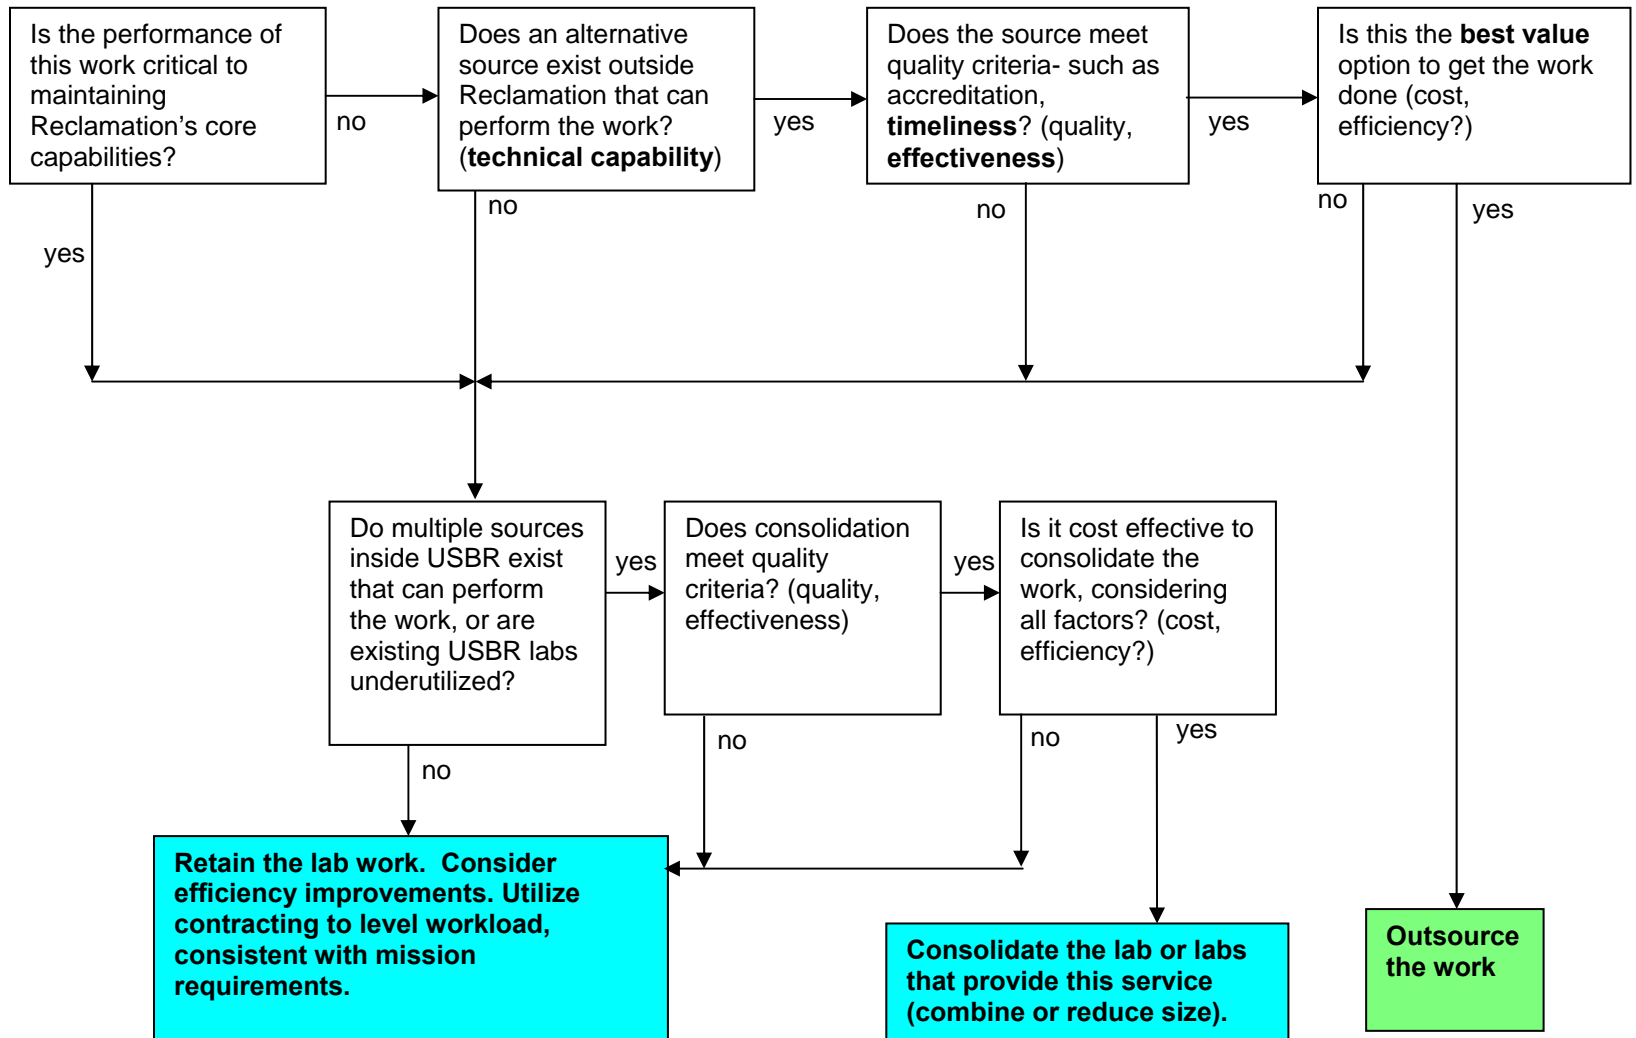 Is the performance of
this work critical to
maintaining
Reclamation's core
capabilities?
no
Does an alternative
source exist outside
Reclamation that can
perform the work?
(technical capability)
yes
Does the source meet
quality criteria- such as
accreditation,
timeliness? (quality,
effectiveness)
yes
Is this the best value
option to get the work
done (cost,
efficiency?)
yes
no
no
no
yes
Do multiple sources
inside USBR exist
that can perform
the work, or are
existing USBR labs
underutilized?
yes
Does consolidation
meet quality
criteria? (quality,
effectiveness)
yes
Is it cost effective to
consolidate the
work, considering
all factors? (cost,
efficiency?)
no
no
no
yes
Retain the lab work.  Consider
efficiency improvements. Utilize
contracting to level workload,
consistent with mission
requirements.
Consolidate the lab or labs
that provide this service
(combine or reduce size).
Outsource
the work